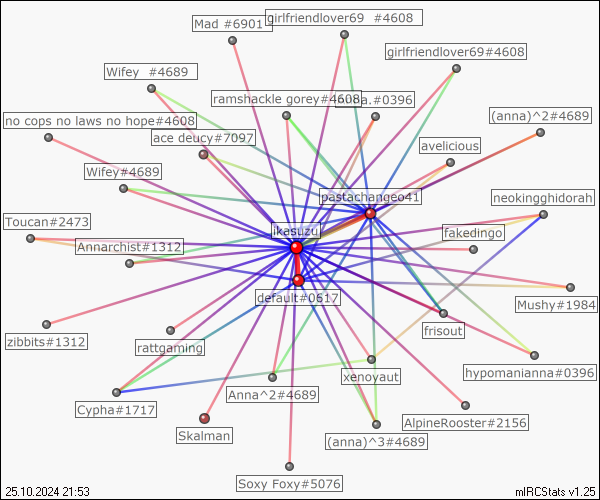 girlfriendlover69  #4608
Mad #6901
girlfriendlover69#4608
Wifey  #4689
ramshackle gorey#4608
a.#0396
no cops no laws no hope#4608
(anna)^2#4689
ace deucy#7097
avelicious
Wifey#4689
pastachangeo41
neokingghidorah
Toucan#2473
ikasuzu
fakedingo
Annarchist#1312
default#0617
Mushy#1984
frisout
zibbits#1312
rattgaming
xenoyaut
hypomanianna#0396
Anna^2#4689
Cypha#1717
AlpineRooster#2156
Skalman
(anna)^3#4689
Soxy Foxy#5076
25.10.2024 21:53
mIRCStats v1.25